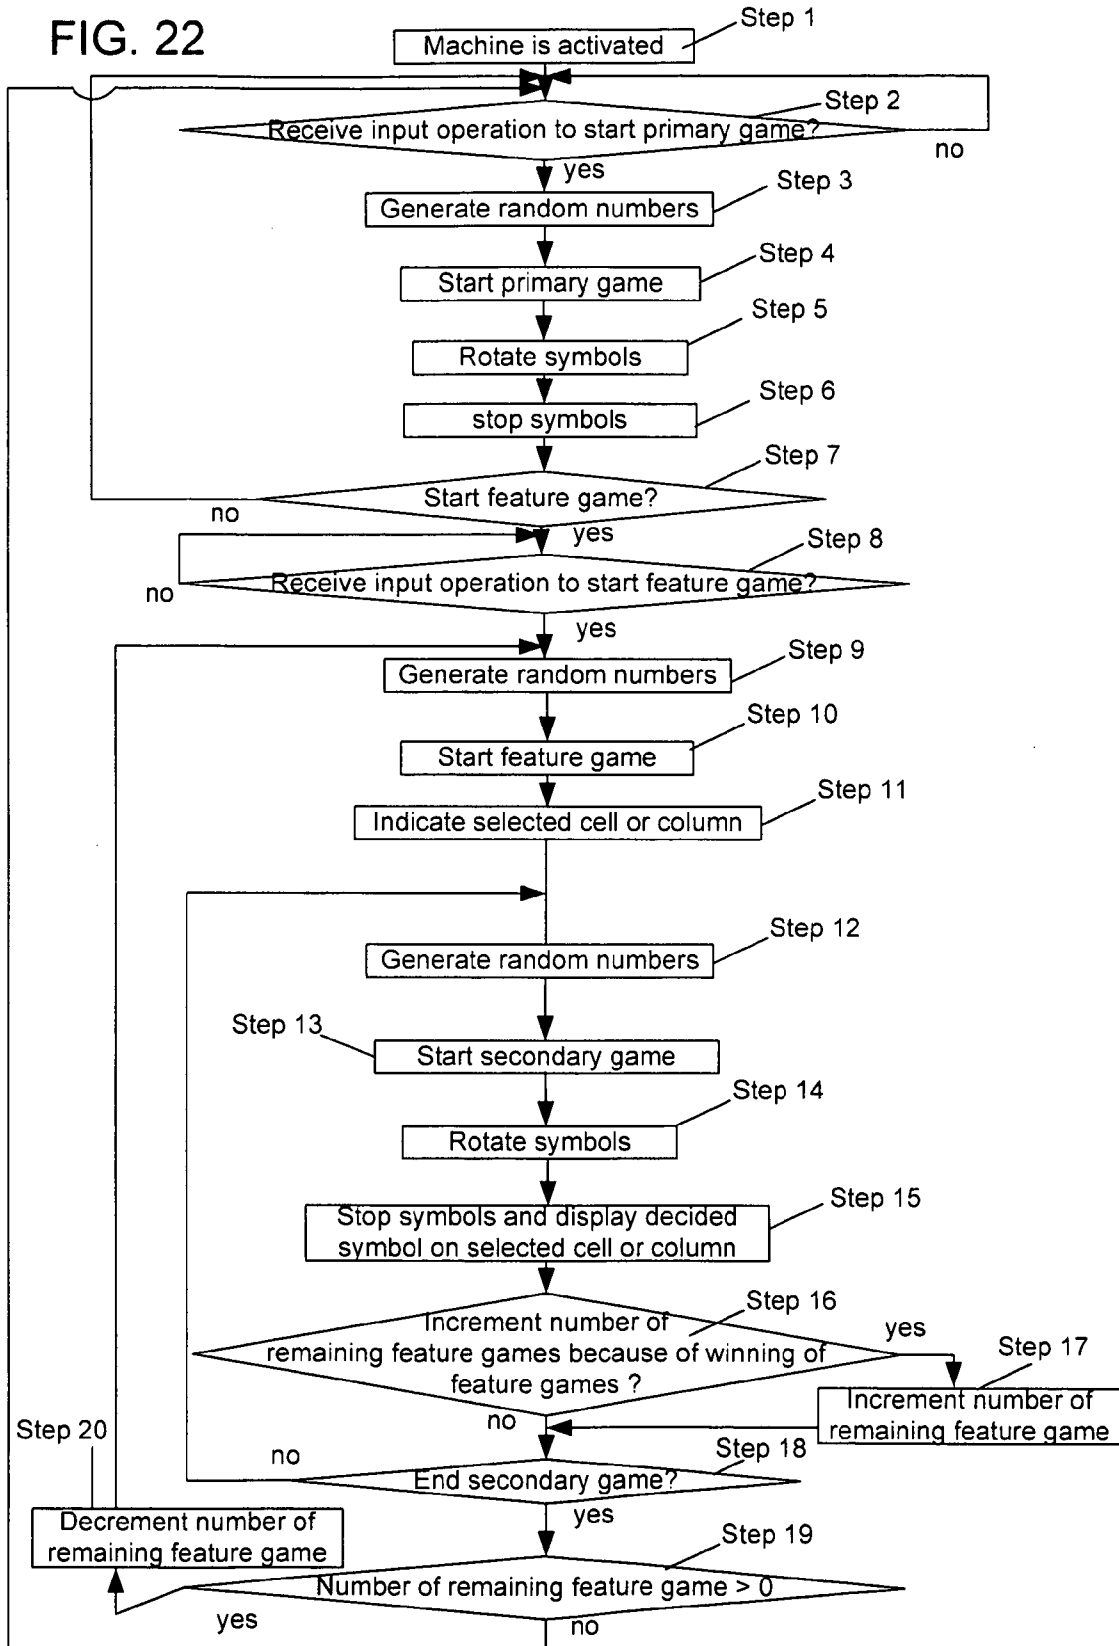 FIG. 22
Step 1
Machine is activated
Step 2
Receive input operation to start primary game?
no
yes
Step 3
Generate random numbers
Step 4
Start primary game
Step 5
Rotate symbols
Step 6
stop symbols
Step 7
Start feature game?
no
yes
Step 8
Receive input operation to start feature game?
no
yes
Step 9
Generate random numbers
Step 10
Start feature game
Step 11
Indicate selected cell or column
Step 12
Generate random numbers
Step 13
Start secondary game
Step 14
Rotate symbols
Step 15
Stop symbols and display decided
symbol on selected cell or column
Step 16
Increment number of
remaining feature games because of winning of
feature games ?
yes
Step 17
Increment number of
remaining feature game
no
Step 18
End secondary game?
no
yes
Step 20
Decrement number of
remaining feature game
Step 19
Number of remaining feature game > 0
yes
no